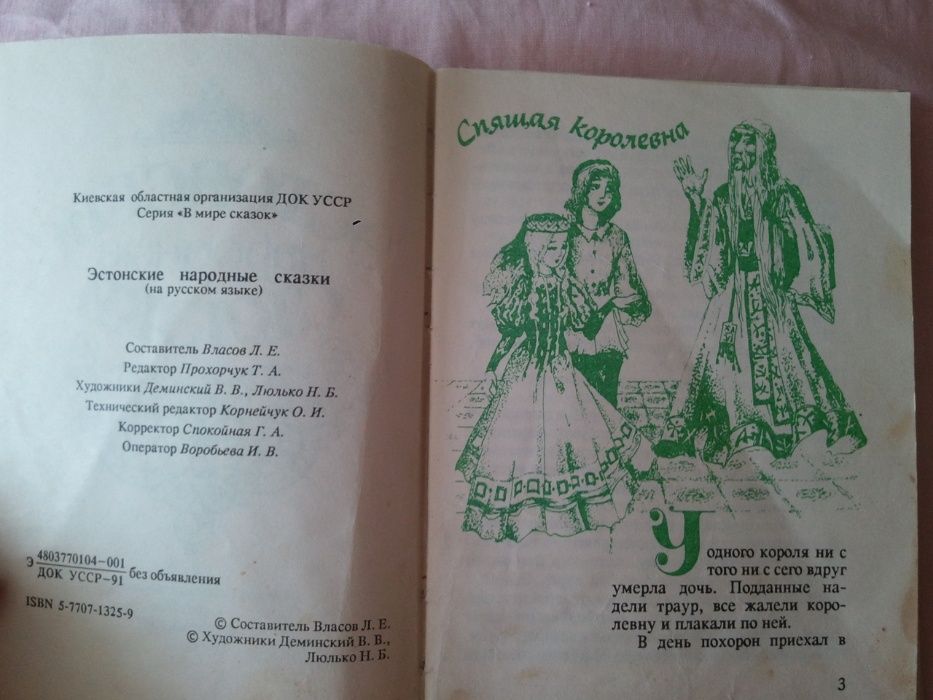 Киевская областная организация ДОК УССР
Серия «В мире сказок»
Эстонские народные сказки
(на русском языке)
Составитель Власов Л. Е.
Редактор Прохорчук Т. А.
Художники Деминский В. В., Люлько Н. Б.
Технический редактор Корнейчук О. И.
Корректор Спокойная Г. А.
Оператор Воробьева И. В.
Э 4803770104—001
ДОК УССР—91 без объявления
ISBN 5-7707-1325-9
© Составитель Власов Л. Е.
© Художники Деминский В. В.,
Люлько Н. Б.
Спящая королевна
У одного короля ни с
того ни с сего вдруг
умерла дочь. Подданные на-
дели траур, все жалели коро-
левну и плакали по ней.
В день похорон приехал в
3